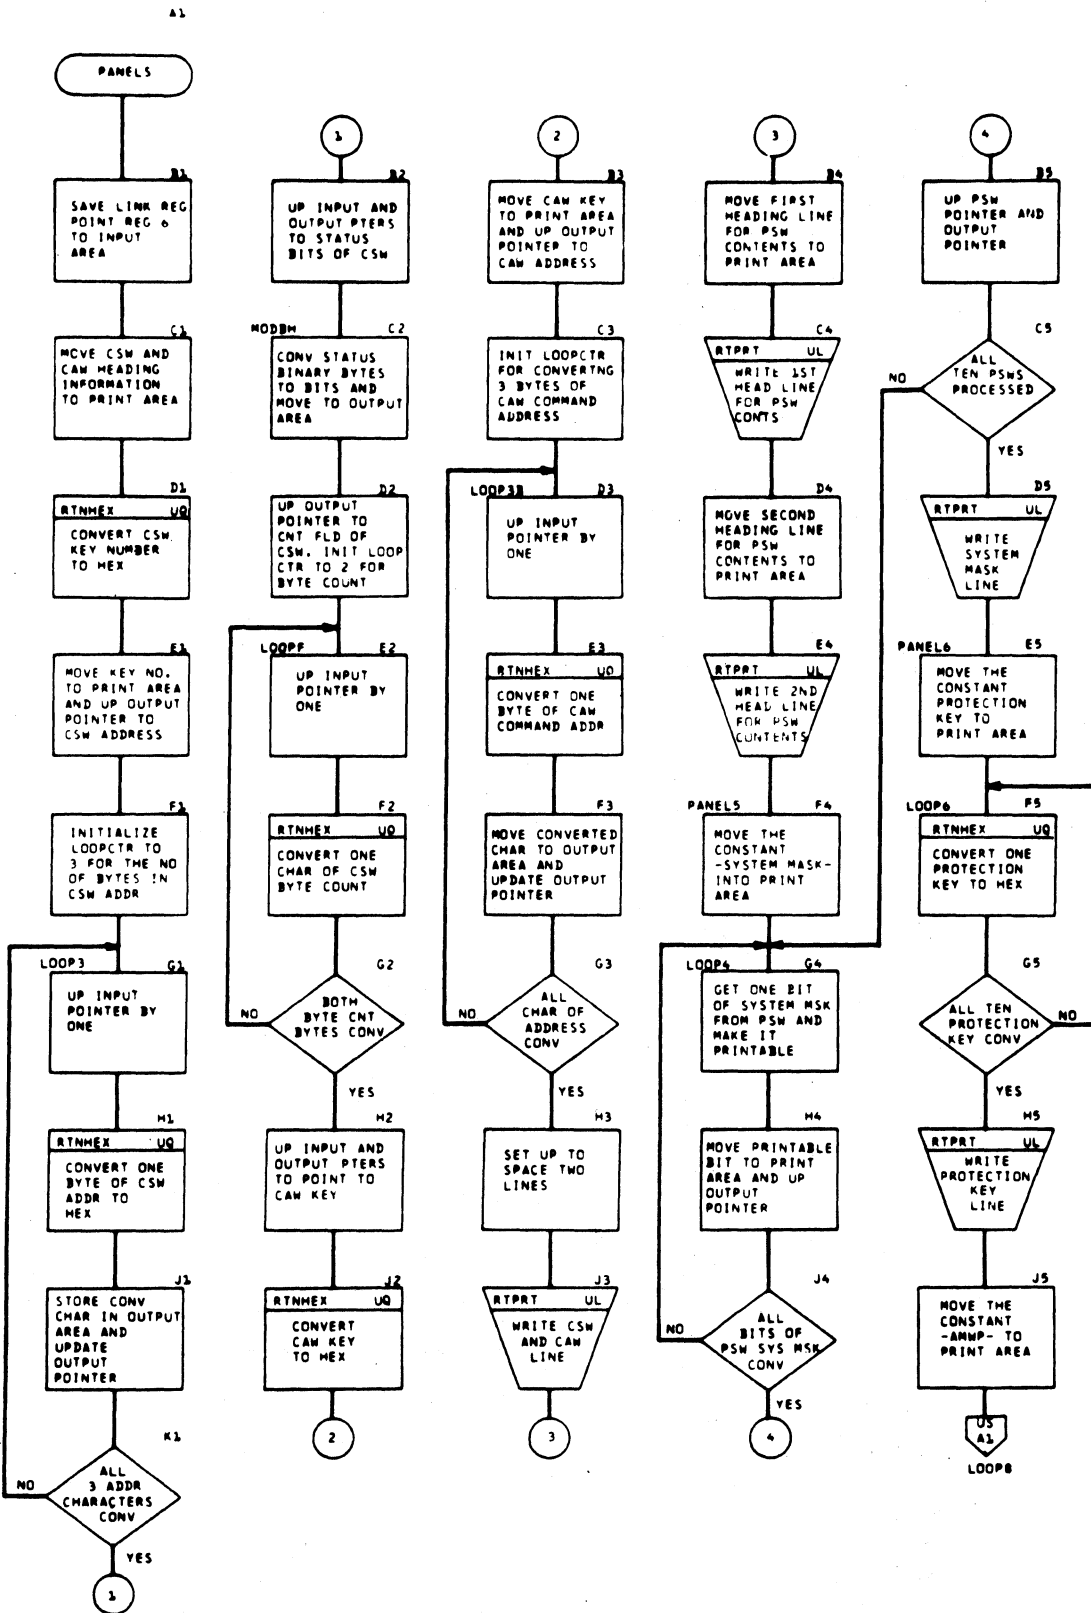 A1
PANELS
B1
SAVE LINK REG
POINT REG 6
TO INPUT
AREA
C1
MOVE CSW AND
CAW HEADING
INFORMATION
TO PRINT AREA
D1
RTNHEX UQ
CONVERT CSW
KEY NUMBER
TO HEX
E1
MOVE KEY NO.
TO PRINT AREA
AND UP OUTPUT
POINTER TO
CSW ADDRESS
F1
INITIALIZE
LOOPCTR TO
3 FOR THE NO
OF BYTES IN
CSW ADDR
LOOP3 G1
UP INPUT
POINTER BY
ONE
H1
RTNHEX UQ
CONVERT ONE
BYTE OF CSW
ADDR TO
HEX
J1
STORE CONV
CHAR IN OUTPUT
AREA AND
UPDATE
OUTPUT
POINTER
K1
ALL
3 ADDR
CHARACTERS
CONV
NO
YES
1
1
B2
UP INPUT AND
OUTPUT PTERS
TO STATUS
BITS OF CSW
MODBM C2
CONV STATUS
BINARY BYTES
TO BITS AND
MOVE TO OUTPUT
AREA
D2
UP OUTPUT
POINTER TO
CNT FLD OF
CSW. INIT LOOP
CTR TO 2 FOR
BYTE COUNT
LOOPF E2
UP INPUT
POINTER BY
ONE
F2
RTNHEX UQ
CONVERT ONE
CHAR OF CSW
BYTE COUNT
G2
BOTH
BYTE CNT
BYTES CONV
NO
YES
H2
UP INPUT AND
OUTPUT PTERS
TO POINT TO
CAW KEY
J2
RTNHEX UQ
CONVERT
CAW KEY
TO HEX
2
2
B3
MOVE CAW KEY
TO PRINT AREA
AND UP OUTPUT
POINTER TO
CAW ADDRESS
C3
INIT LOOPCTR
FOR CONVERTNG
3 BYTES OF
CAW COMMAND
ADDRESS
LOOP3B D3
UP INPUT
POINTER BY
ONE
E3
RTNHEX UQ
CONVERT ONE
BYTE OF CAW
COMMAND ADDR
F3
MOVE CONVERTED
CHAR TO OUTPUT
AREA AND
UPDATE OUTPUT
POINTER
G3
ALL
CHAR OF
ADDRESS
CONV
NO
YES
H3
SET UP TO
SPACE TWO
LINES
J3
RTPRT UL
WRITE CSW
AND CAW
LINE
3
3
B4
MOVE FIRST
HEADING LINE
FOR PSW
CONTENTS TO
PRINT AREA
C4
RTPRT UL
WRITE 1ST
HEAD LINE
FOR PSW
CONTS
D4
MOVE SECOND
HEADING LINE
FOR PSW
CONTENTS TO
PRINT AREA
E4
RTPRT UL
WRITE 2ND
HEAD LINE
FOR PSW
CONTENTS
PANEL5 F4
MOVE THE
CONSTANT
-SYSTEM MASK-
INTO PRINT
AREA
LOOP4 G4
GET ONE BIT
OF SYSTEM MSK
FROM PSW AND
MAKE IT
PRINTABLE
H4
MOVE PRINTABLE
BIT TO PRINT
AREA AND UP
OUTPUT
POINTER
J4
ALL
BITS OF
PSW SYS MSK
CONV
NO
YES
4
4
B5
UP PSW
POINTER AND
OUTPUT
POINTER
C5
ALL
TEN PSWS
PROCESSED
NO
YES
D5
RTPRT UL
WRITE
SYSTEM
MASK
LINE
PANEL6 E5
MOVE THE
CONSTANT
PROTECTION
KEY TO
PRINT AREA
LOOP6 F5
RTNHEX UQ
CONVERT ONE
PROTECTION
KEY TO HEX
G5
ALL TEN
PROTECTION
KEY CONV
NO
YES
H5
RTPRT UL
WRITE
PROTECTION
KEY
LINE
J5
MOVE THE
CONSTANT
-AMWP- TO
PRINT AREA
US
A1
LOOP8